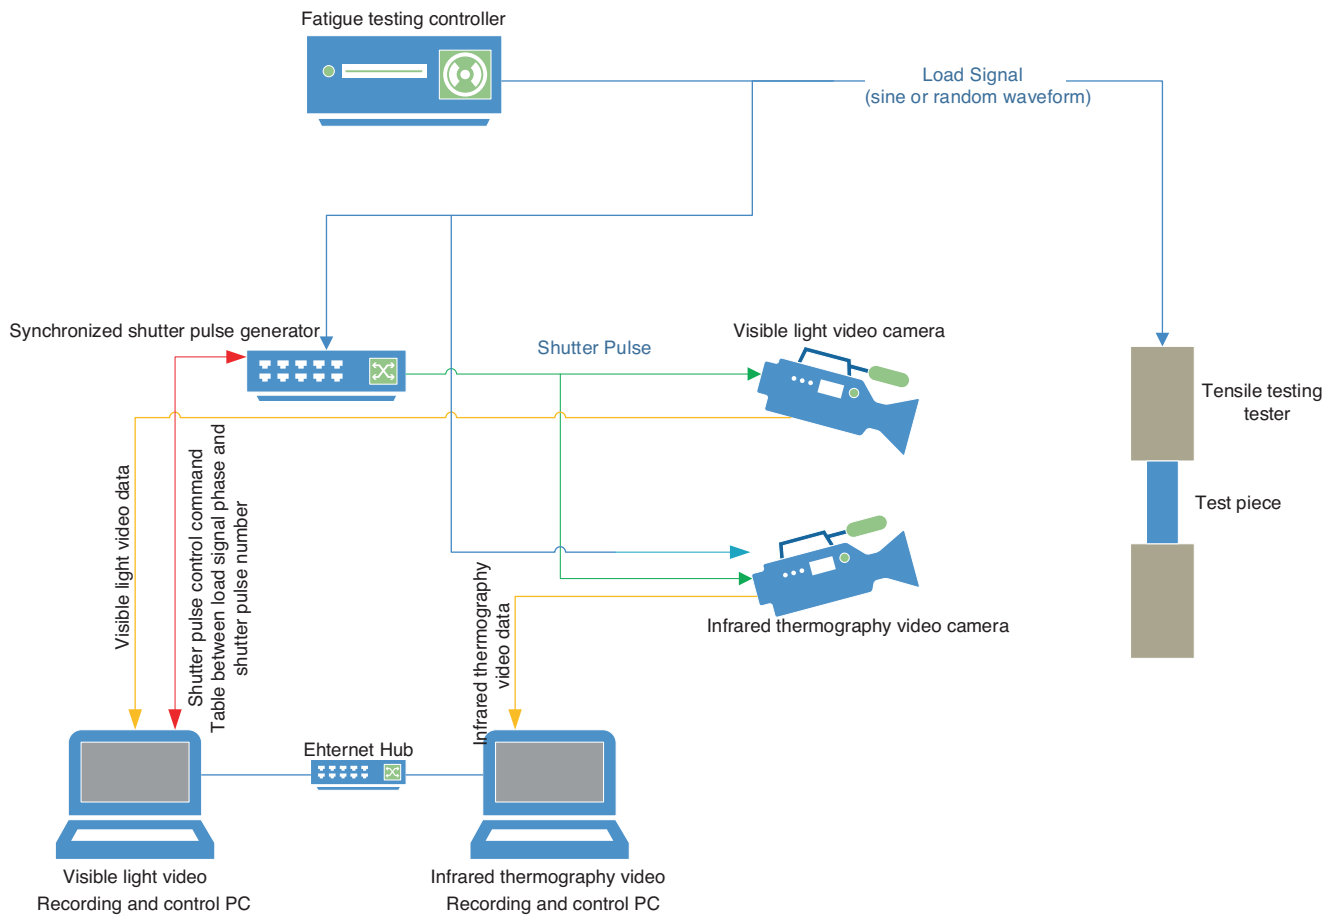 Fatigue testing controller
Load Signal
(sine or random waveform)
Synchronized shutter pulse generator
Shutter Pulse
Visible light video camera
Tensile testing
tester
Test piece
Visible light video data
Shutter pulse control command
Table between load signal phase and
shutter pulse number
Infrared thermography
video data
Infrared thermography video camera
Ehternet Hub
Visible light video
Recording and control PC
Infrared thermography video
Recording and control PC